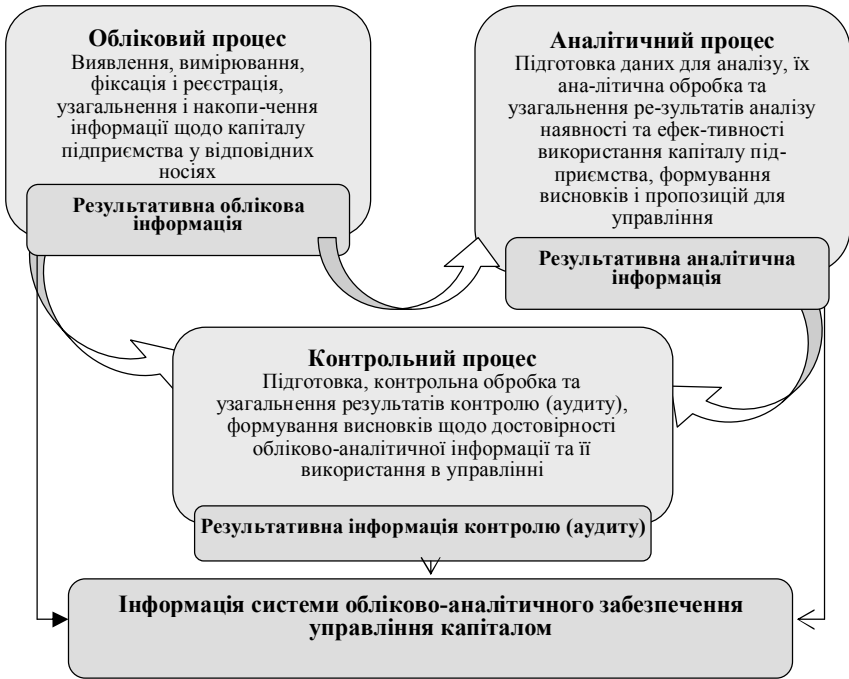 Обліковий процес
Виявлення, вимірювання,
фіксація і реєстрація,
узагальнення і накопи-чення
інформації щодо капіталу
підприємства у відповідних
носіях
Результативна облікова
інформація
Аналітичний процес
Підготовка даних для аналізу, їх
ана-літична обробка та
узагальнення ре-зультатів аналізу
наявності та ефек-тивності
використання капіталу під-
приємства, формування
висновків і пропозицій для
управління
Результативна аналітична
інформація
Контрольний процес
Підготовка, контрольна обробка та
узагальнення результатів контролю (аудиту),
формування висновків щодо достовірності
обліково-аналітичної інформації та її
використання в управлінні
Результативна інформація контролю (аудиту)
Інформація системи обліково-аналітичного забезпечення
управління капіталом